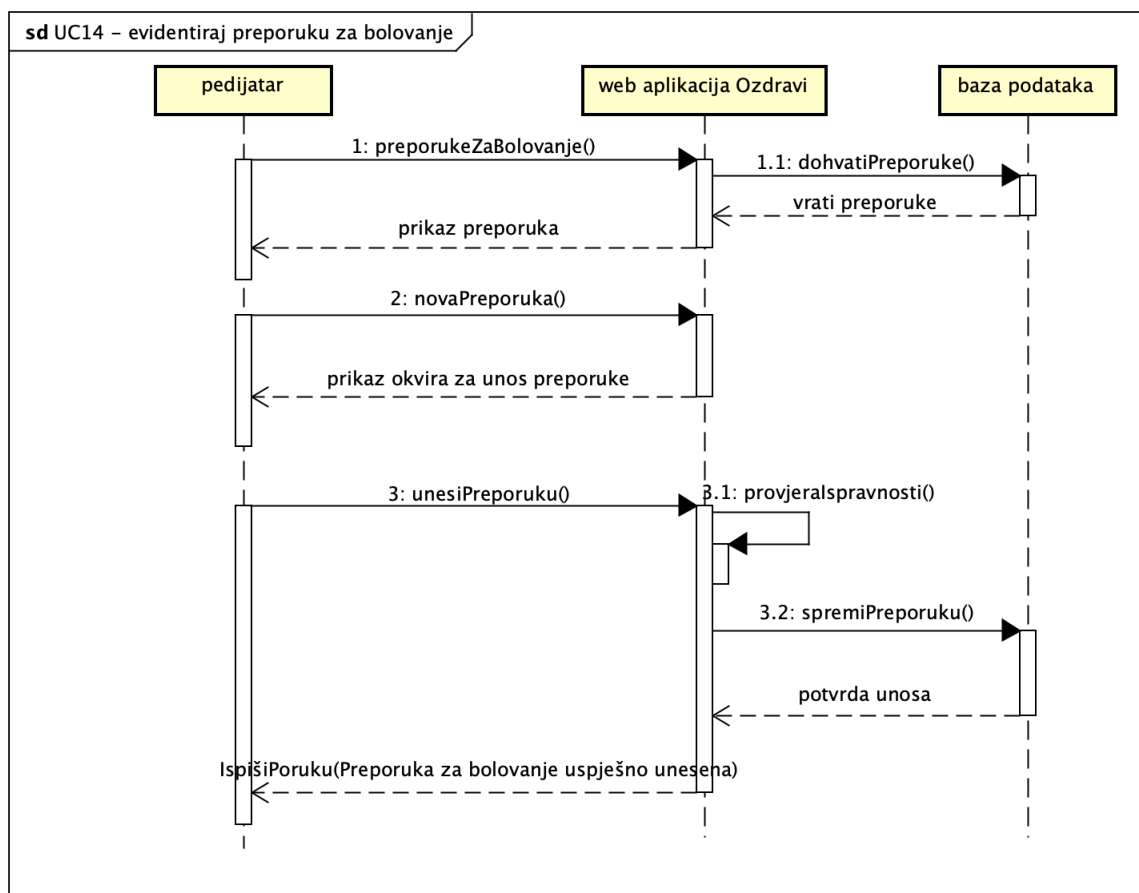 sd UC14 – evidentiraj preporuku za bolovanje
pedijatar
web aplikacija Ozdravi
baza podataka
1: preporukeZaBolovanje()
1.1: dohvatiPreporuke()
vrati preporuke
prikaz preporuka
2: novaPreporuka()
prikaz okvira za unos preporuke
3: unesiPreporuku()
3.1: provjeraIspravnosti()
3.2: spremiPreporuku()
potvrda unosa
IspišiPoruku(Preporuka za bolovanje uspješno unesena)